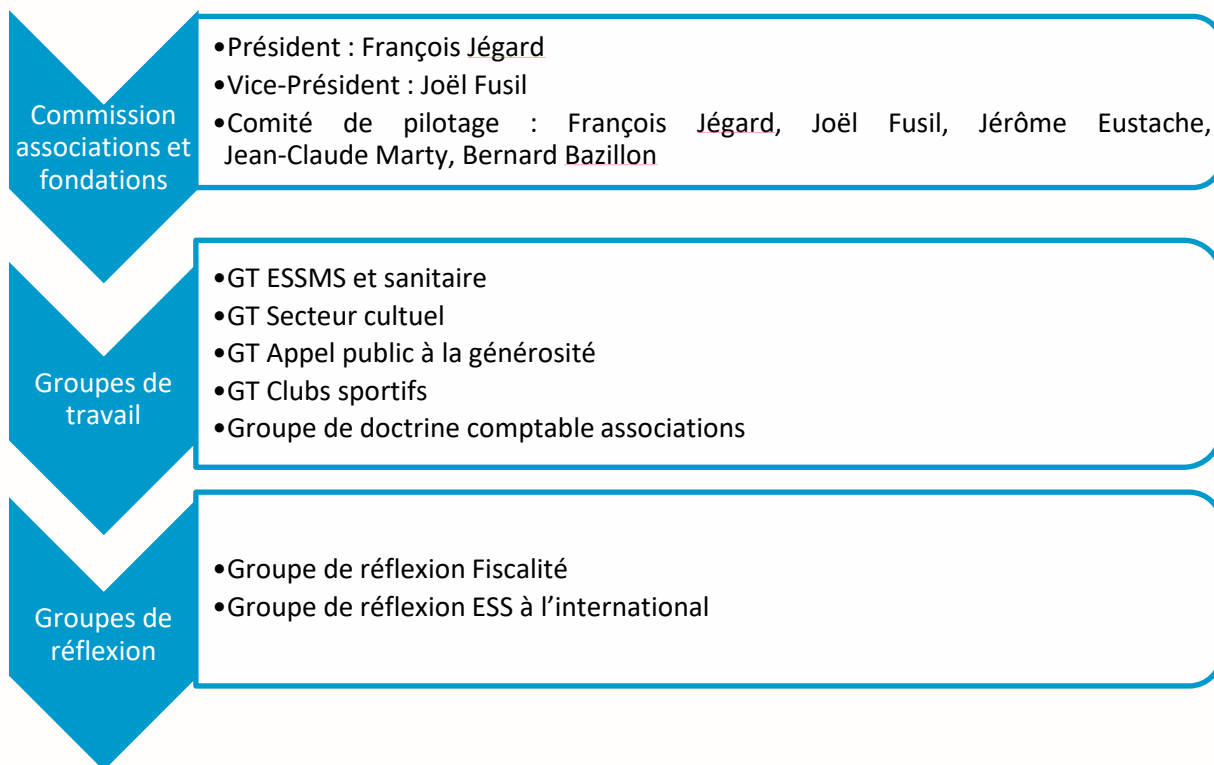 Commission
associations et
fondations
•Président : François Jégard
•Vice-Président : Joël Fusil
•Comité de pilotage : François Jégard, Joël Fusil, Jérôme Eustache,
Jean-Claude Marty, Bernard Bazillon
Groupes de
travail
•GT ESSMS et sanitaire
•GT Secteur cultuel
•GT Appel public à la générosité
•GT Clubs sportifs
•Groupe de doctrine comptable associations
Groupes de
réflexion
•Groupe de réflexion Fiscalité
•Groupe de réflexion ESS à l’international